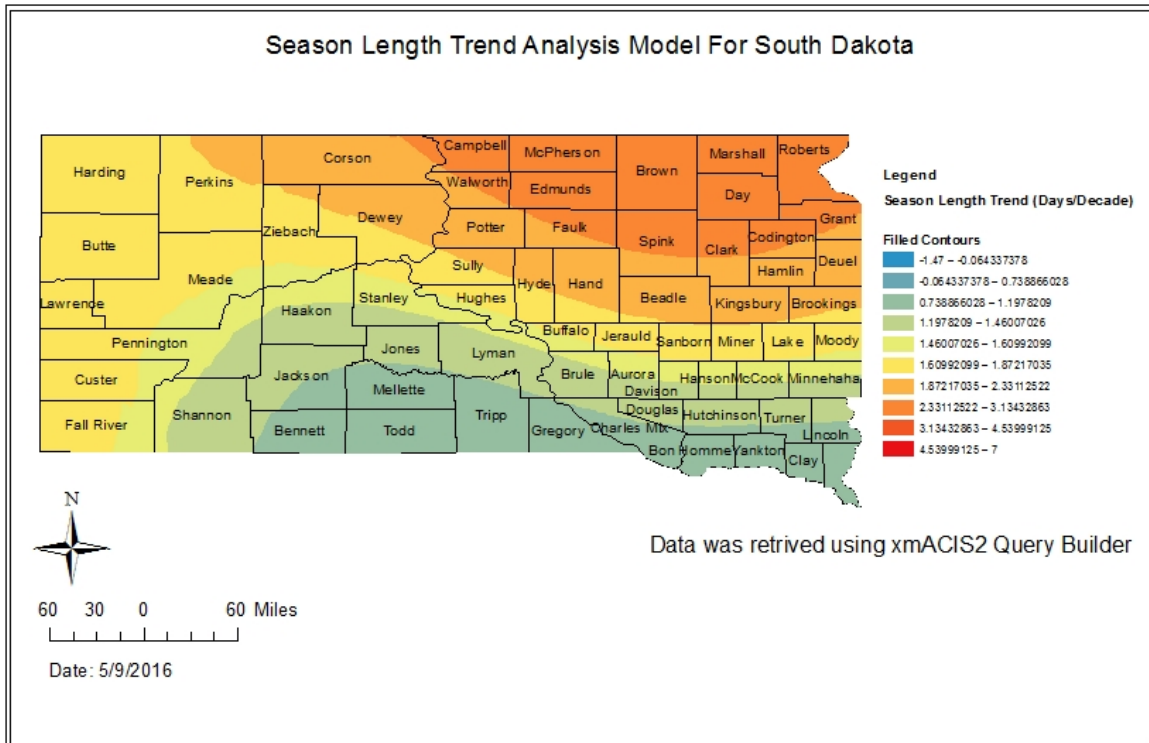 Season Length Trend Analysis Model For South Dakota
Harding
Perkins
Corson
Campbell
McPherson
Brown
Marshall
Roberts
Walworth
Edmunds
Day
Butte
Ziebach
Dewey
Potter
Faulk
Spink
Clark
Codington
Grant
Deuel
Hamlin
Meade
Sully
Hyde
Hand
Beadle
Kingsbury
Brookings
Lawrence
Haakon
Stanley
Hughes
Buffalo
Jerauld
Sanborn
Miner
Lake
Moody
Pennington
Jones
Lyman
Brule
Aurora
Davison
Hanson
McCook
Minnehaha
Custer
Jackson
Mellette
Tripp
Douglas
Hutchinson
Turner
Lincoln
Fall River
Shannon
Bennett
Todd
Gregory
Charles Mix
Bon Homme
Yankton
Clay
Legend
Season Length Trend (Days/Decade)
Filled Contours
-1.47 – -0.064337378
-0.064337378 – 0.738866028
0.738866028 – 1.1978209
1.1978209 – 1.46007026
1.46007026 – 1.60992099
1.60992099 – 1.87217035
1.87217035 – 2.33112522
2.33112522 – 3.13432863
3.13432863 – 4.53999125
4.53999125 – 7
N
60 30 0 60 Miles
Date: 5/9/2016
Data was retrived using xmACIS2 Query Builder